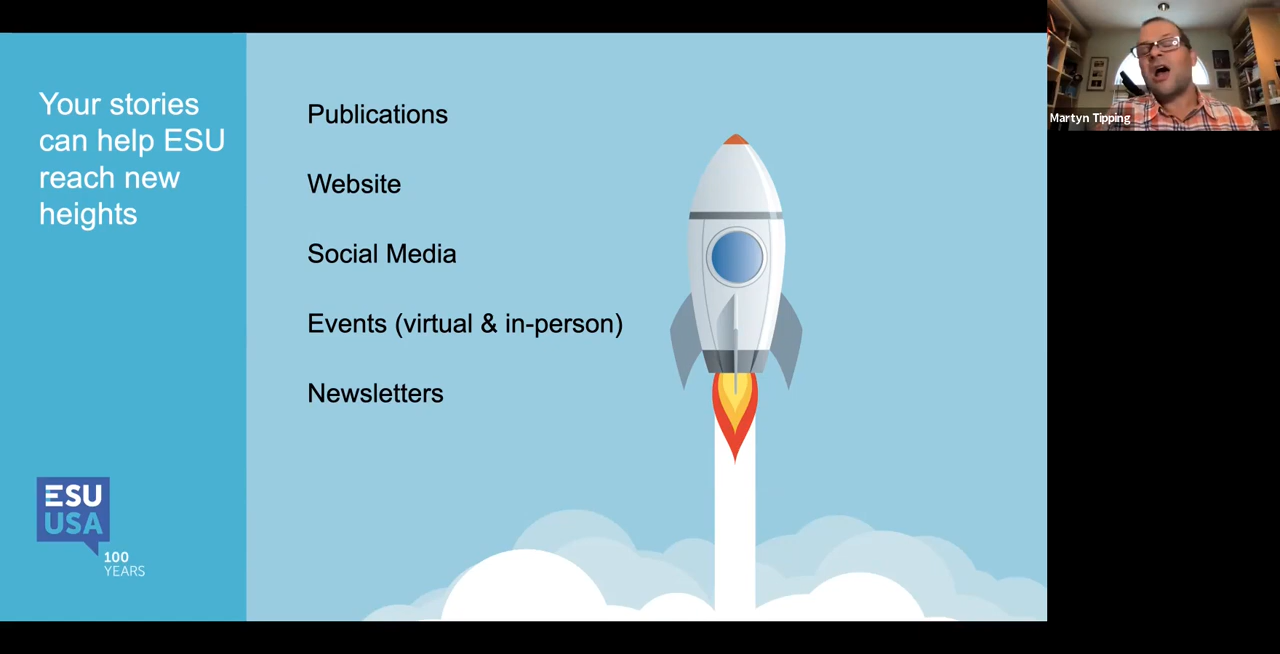 Your stories
can help ESU
reach new
heights
Publications
Website
Social Media
Events (virtual & in-person)
Newsletters
ESU
USA
100
YEARS
Martyn Tipping